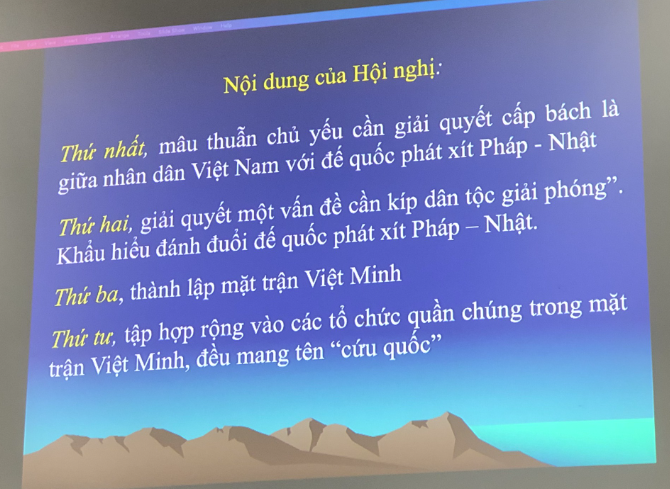 Nội dung của Hội nghị:
Thứ nhất, mâu thuẫn chủ yếu cần giải quyết cấp bách là
giữa nhân dân Việt Nam với đế quốc phát xít Pháp - Nhật
Thứ hai, giải quyết một vấn đề cần kíp dân tộc giải phóng”.
Khẩu hiểu đánh đuổi đế quốc phát xít Pháp – Nhật.
Thứ ba, thành lập mặt trận Việt Minh
Thứ tư, tập hợp rộng vào các tổ chức quần chúng trong mặt
trận Việt Minh, đều mang tên “cứu quốc”